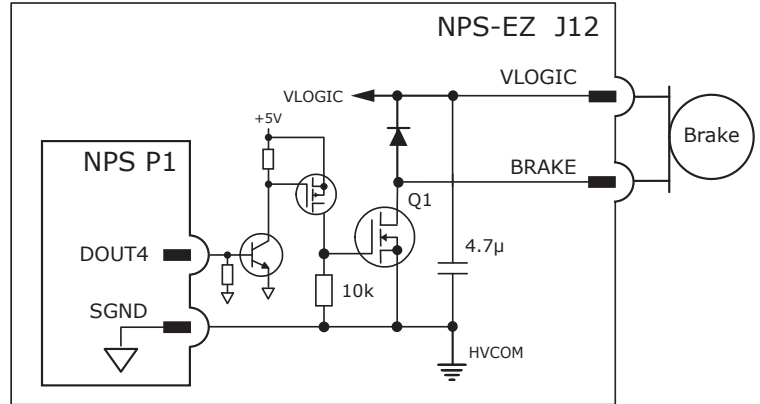 NPS-EZ J12
VLOGIC
VLOGIC
+5V
Brake
NPS P1
BRAKE
Q1
DOUT4
4.7µ
10k
SGND
HVCOM